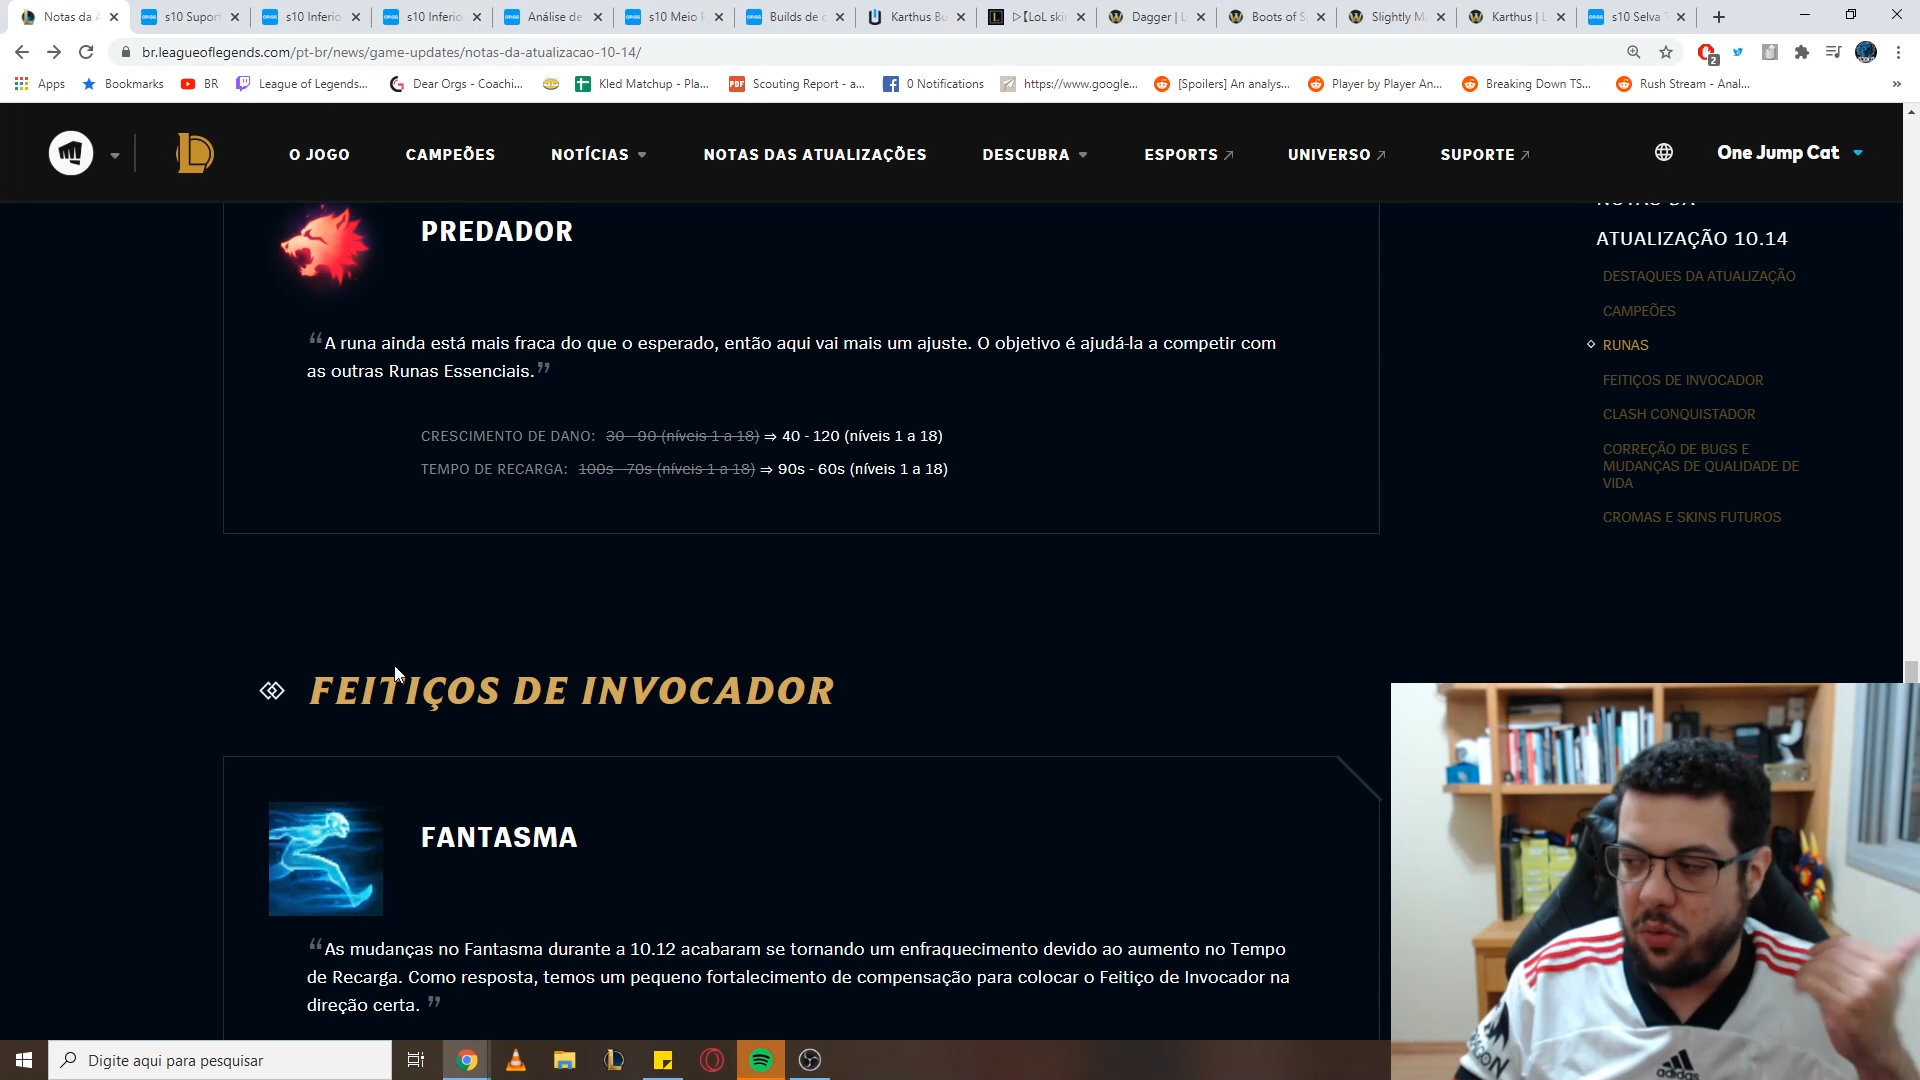 Notas da A
s10 Suport
s10 Inferio
s10 Inferio
Análise de
s10 Meio
Builds de c
Karthus Bu
【LoL ski
Dagger | L
Boots of S
Slightly M
Karthus | L
s10 Selva T
br.leagueoflegends.com/pt-br/news/game-updates/notas-da-atualizacao-10-14/
2
Apps
Bookmarks
BR
League of Legends...
Dear Orgs - Coachi...
Kled Matchup - Pla...
PDF
Scouting Report - a...
0 Notifications
https://www.google...
[Spoilers] An analys...
Player by Player An...
Breaking Down TS...
Rush Stream - Anal...
O JOGO
CAMPEÕES
NOTÍCIAS
NOTAS DAS ATUALIZAÇÕES
DESCUBRA
ESPORTS
UNIVERSO
SUPORTE
One Jump Cat
PREDADOR
“A runa ainda está mais fraca do que o esperado, então aqui vai mais um ajuste. O objetivo é ajudá-la a competir com
as outras Runas Essenciais.”
CRESCIMENTO DE DANO: 30 - 90 (níveis 1 a 18) ⇒ 40 - 120 (níveis 1 a 18)
TEMPO DE RECARGA: 100s - 70s (níveis 1 a 18) ⇒ 90s - 60s (níveis 1 a 18)
NOTAS DA
ATUALIZAÇÃO 10.14
DESTAQUES DA ATUALIZAÇÃO
CAMPEÕES
RUNAS
FEITIÇOS DE INVOCADOR
CLASH CONQUISTADOR
CORREÇÃO DE BUGS E
MUDANÇAS DE QUALIDADE DE
VIDA
CROMAS E SKINS FUTUROS
FEITIÇOS DE INVOCADOR
FANTASMA
“As mudanças no Fantasma durante a 10.12 acabaram se tornando um enfraquecimento devido ao aumento no Tempo
de Recarga. Como resposta, temos um pequeno fortalecimento de compensação para colocar o Feitiço de Invocador na
direção certa. ”
adidas
Digite aqui para pesquisar